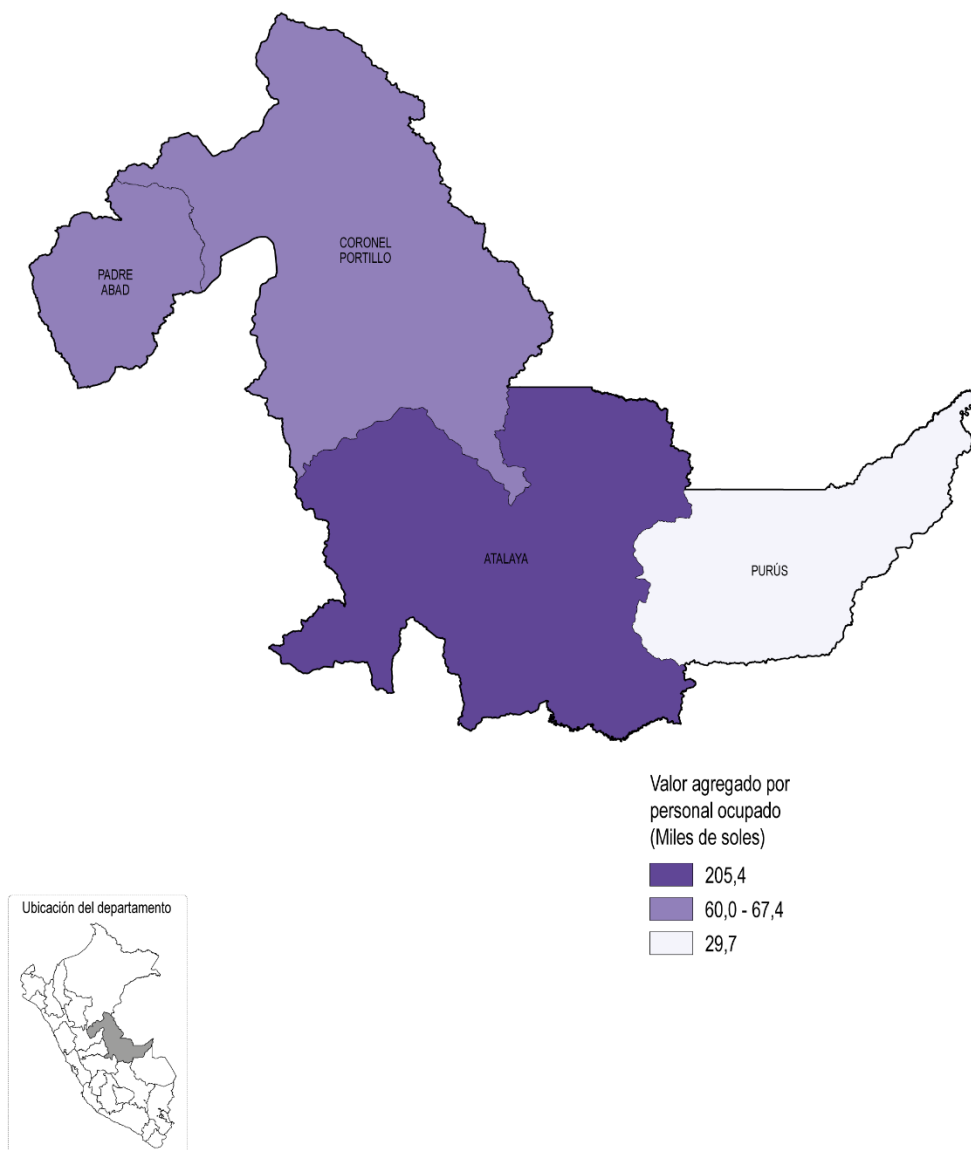 CORONEL
PORTILLO
PADRE
ABAD
ATALAYA
PURÚS
Valor agregado por
personal ocupado
(Miles de soles)
205,4
60,0 - 67,4
29,7
Ubicación del departamento